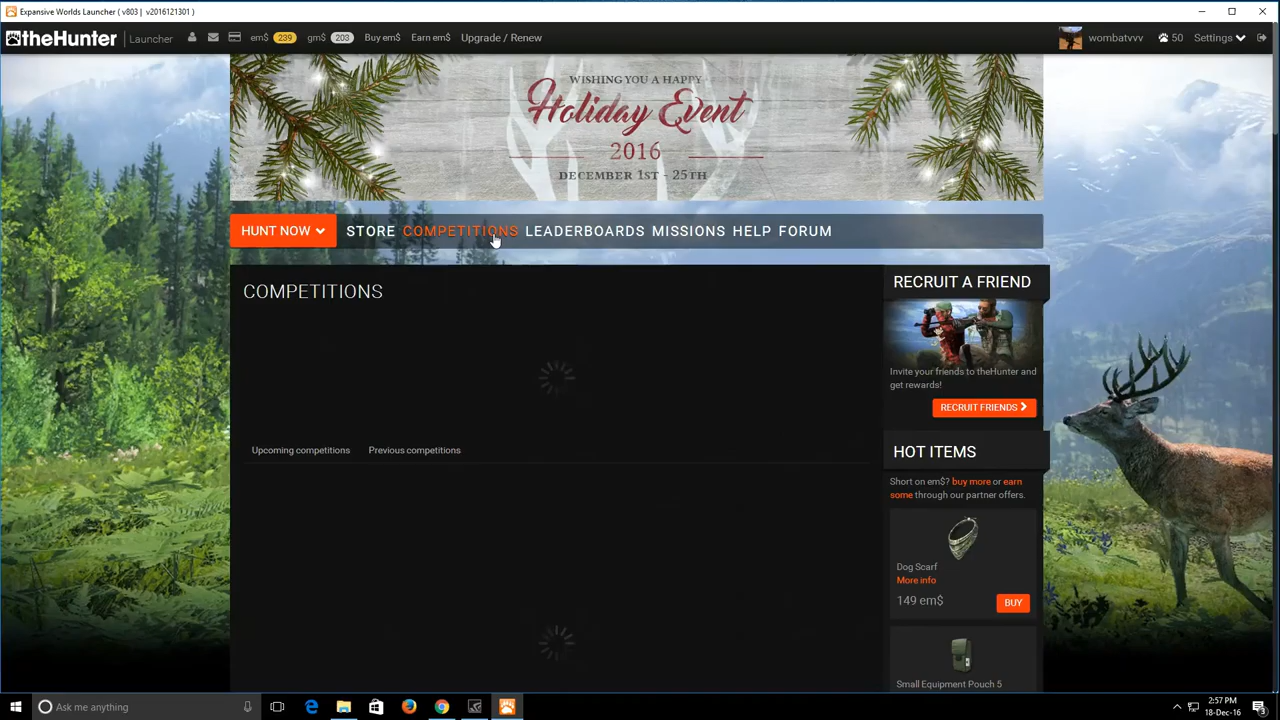 Expansive Worlds Launcher ( v803 | v2016121301 )
theHunter Launcher em$ 239 gm$ 203 Buy em$ Earn em$ Upgrade / Renew wombatvvv 50 Settings
WISHING YOU A HAPPY
Holiday Event
2016
DECEMBER 1ST - 25TH
HUNT NOW STORE COMPETITIONS LEADERBOARDS MISSIONS HELP FORUM
COMPETITIONS
Upcoming competitions Previous competitions
RECRUIT A FRIEND
Invite your friends to theHunter and
get rewards!
RECRUIT FRIENDS
HOT ITEMS
Short on em$? buy more or earn
some through our partner offers.
Dog Scarf
More info
149 em$ BUY
Small Equipment Pouch 5
Ask me anything
2:57 PM
18-Dec-16
3